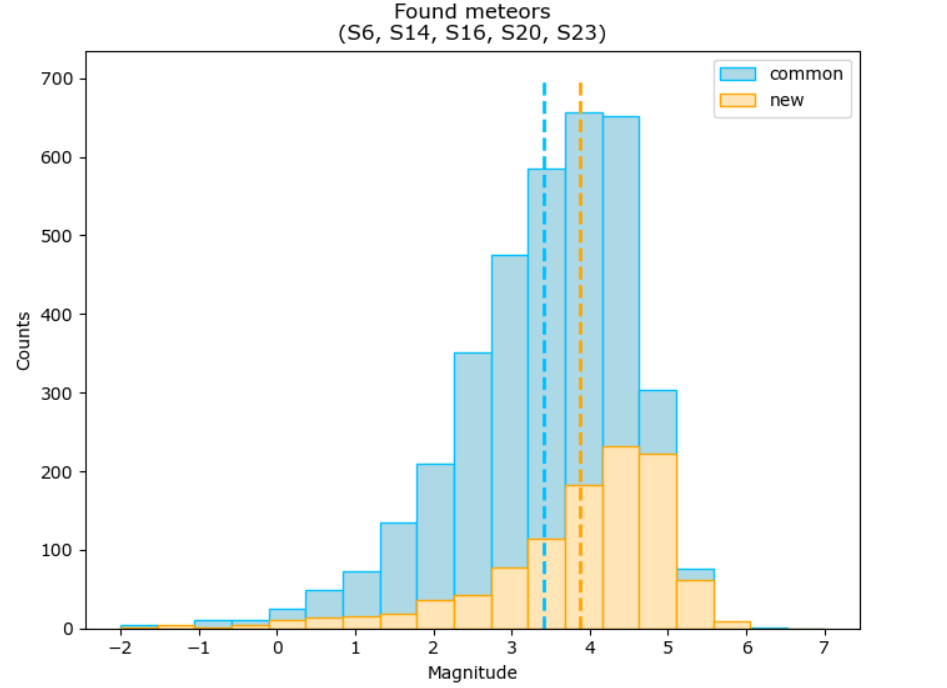 Found meteors
(S6, S14, S16, S20, S23)
common
new
700
600
500
400
300
200
100
0
Counts
−2 −1 0 1 2 3 4 5 6 7
Magnitude